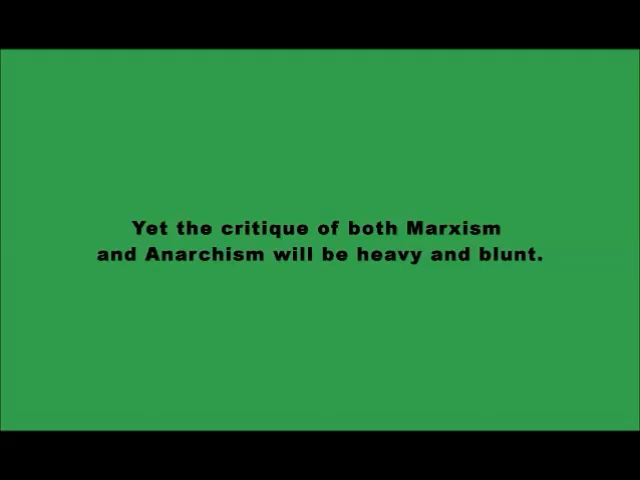 Yet the critique of both Marxism
and Anarchism will be heavy and blunt.